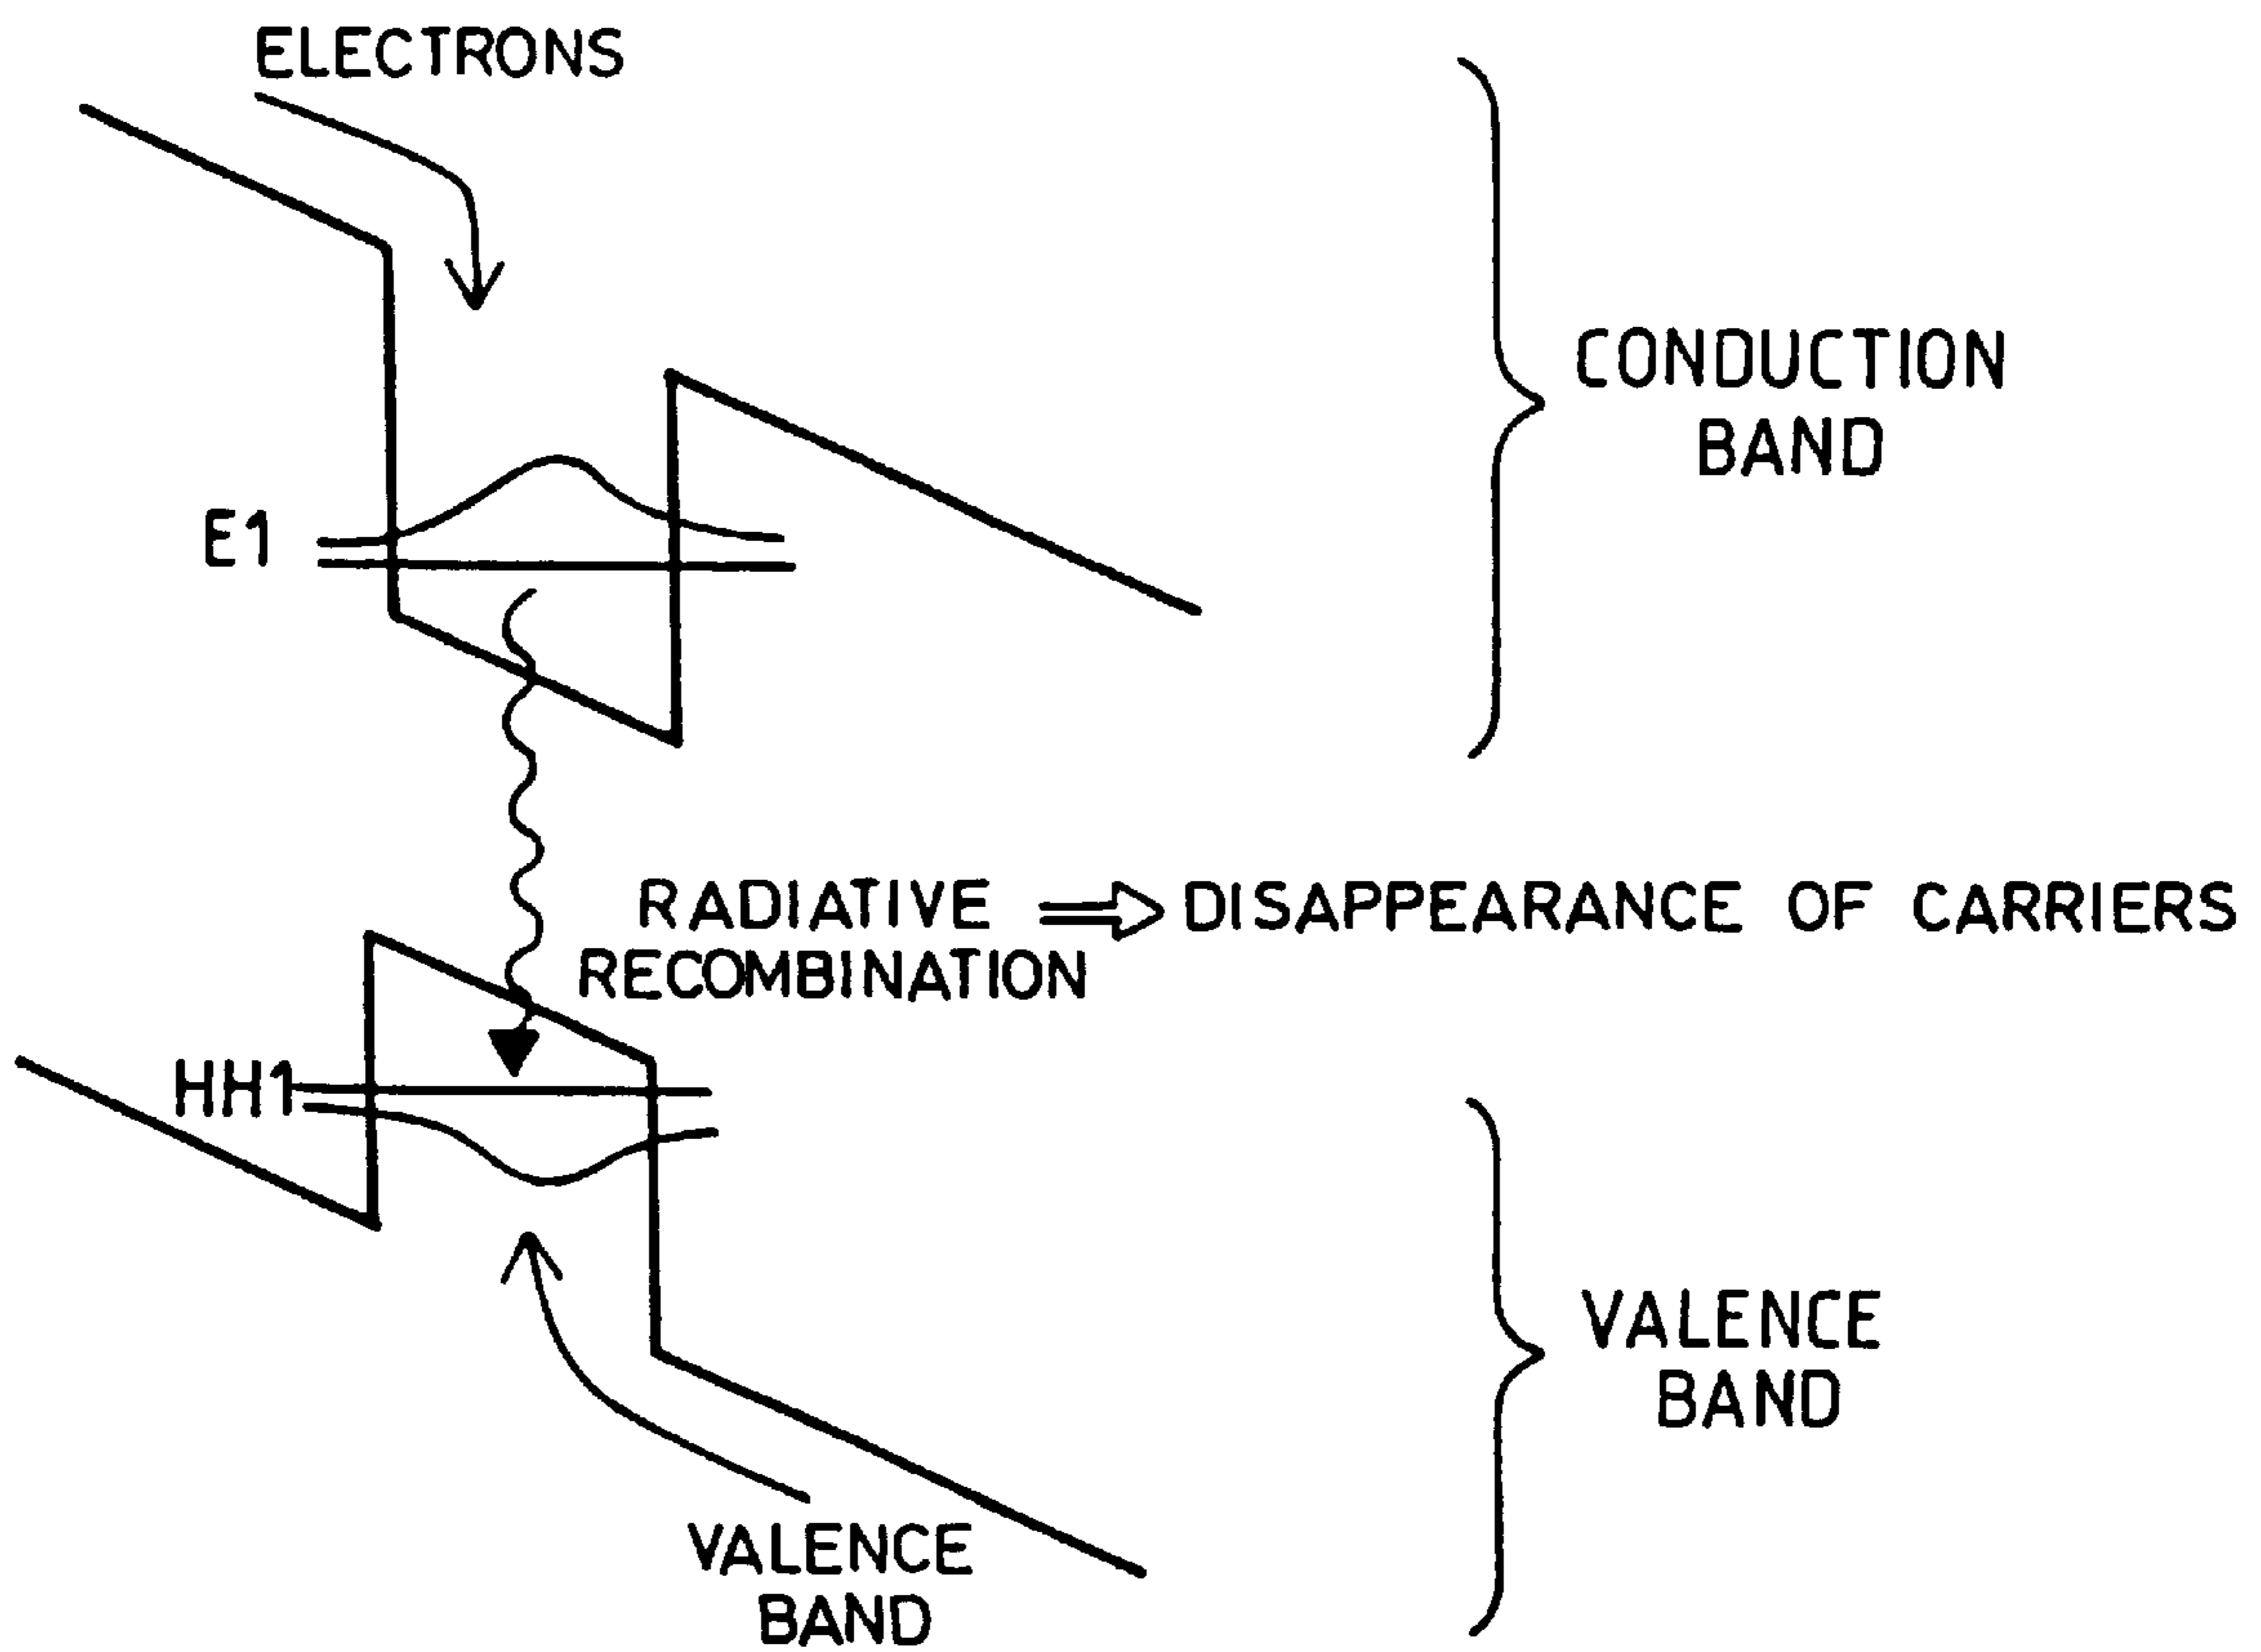 ELECTRONS
CONDUCTION
BAND
E1
RADIATIVE ⇒ DISAPPEARANCE OF CARRIERS
RECOMBINATION
HH1
VALENCE
BAND
VALENCE
BAND